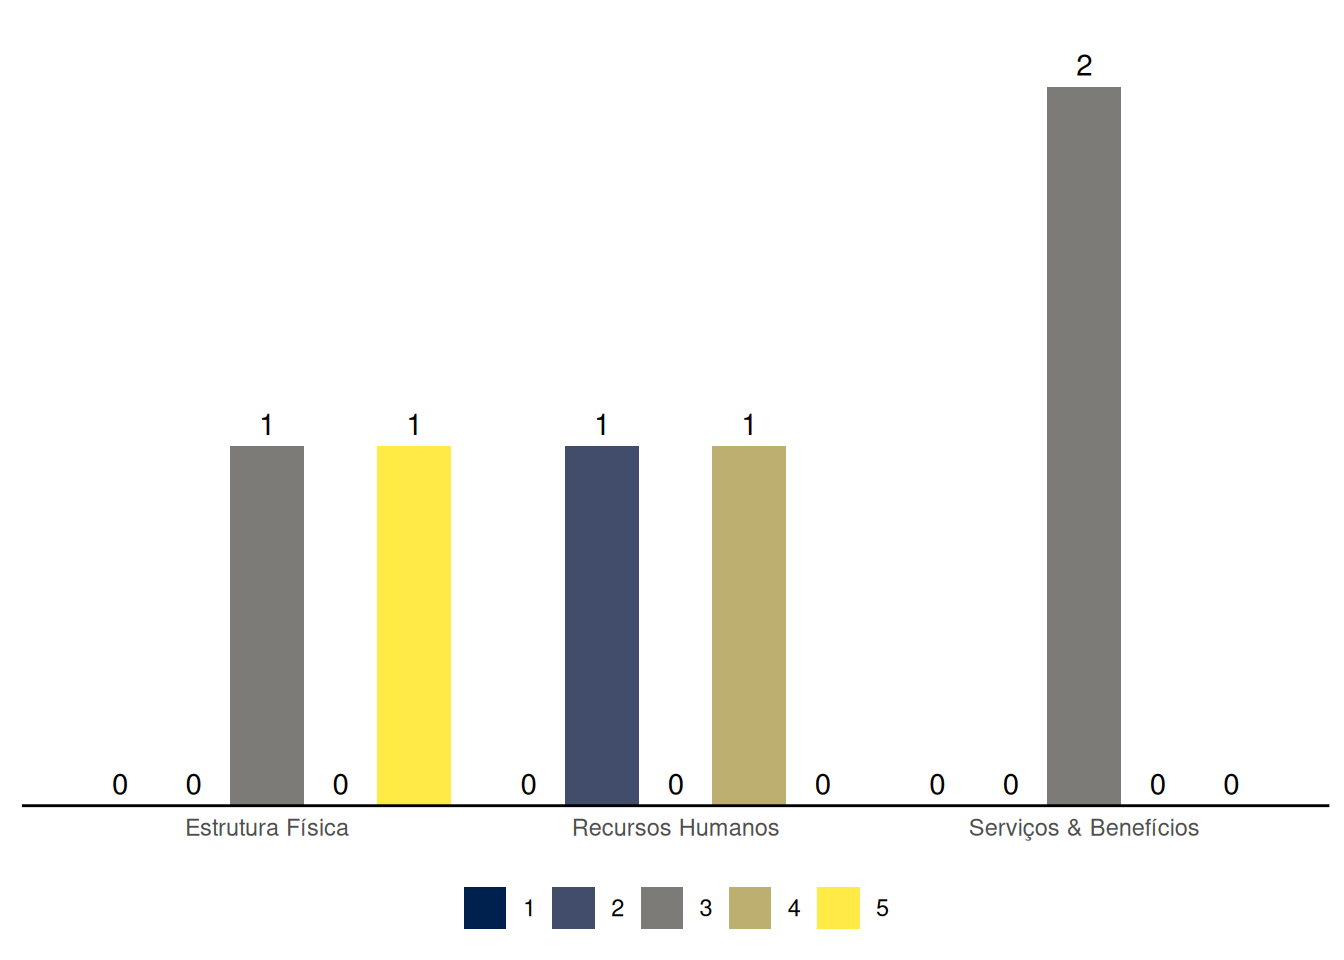 2
1 1 1 1
0 0 0 0 0 0 0 0 0 0
Estrutura Física Recursos Humanos Serviços & Benefícios
1 2 3 4 5